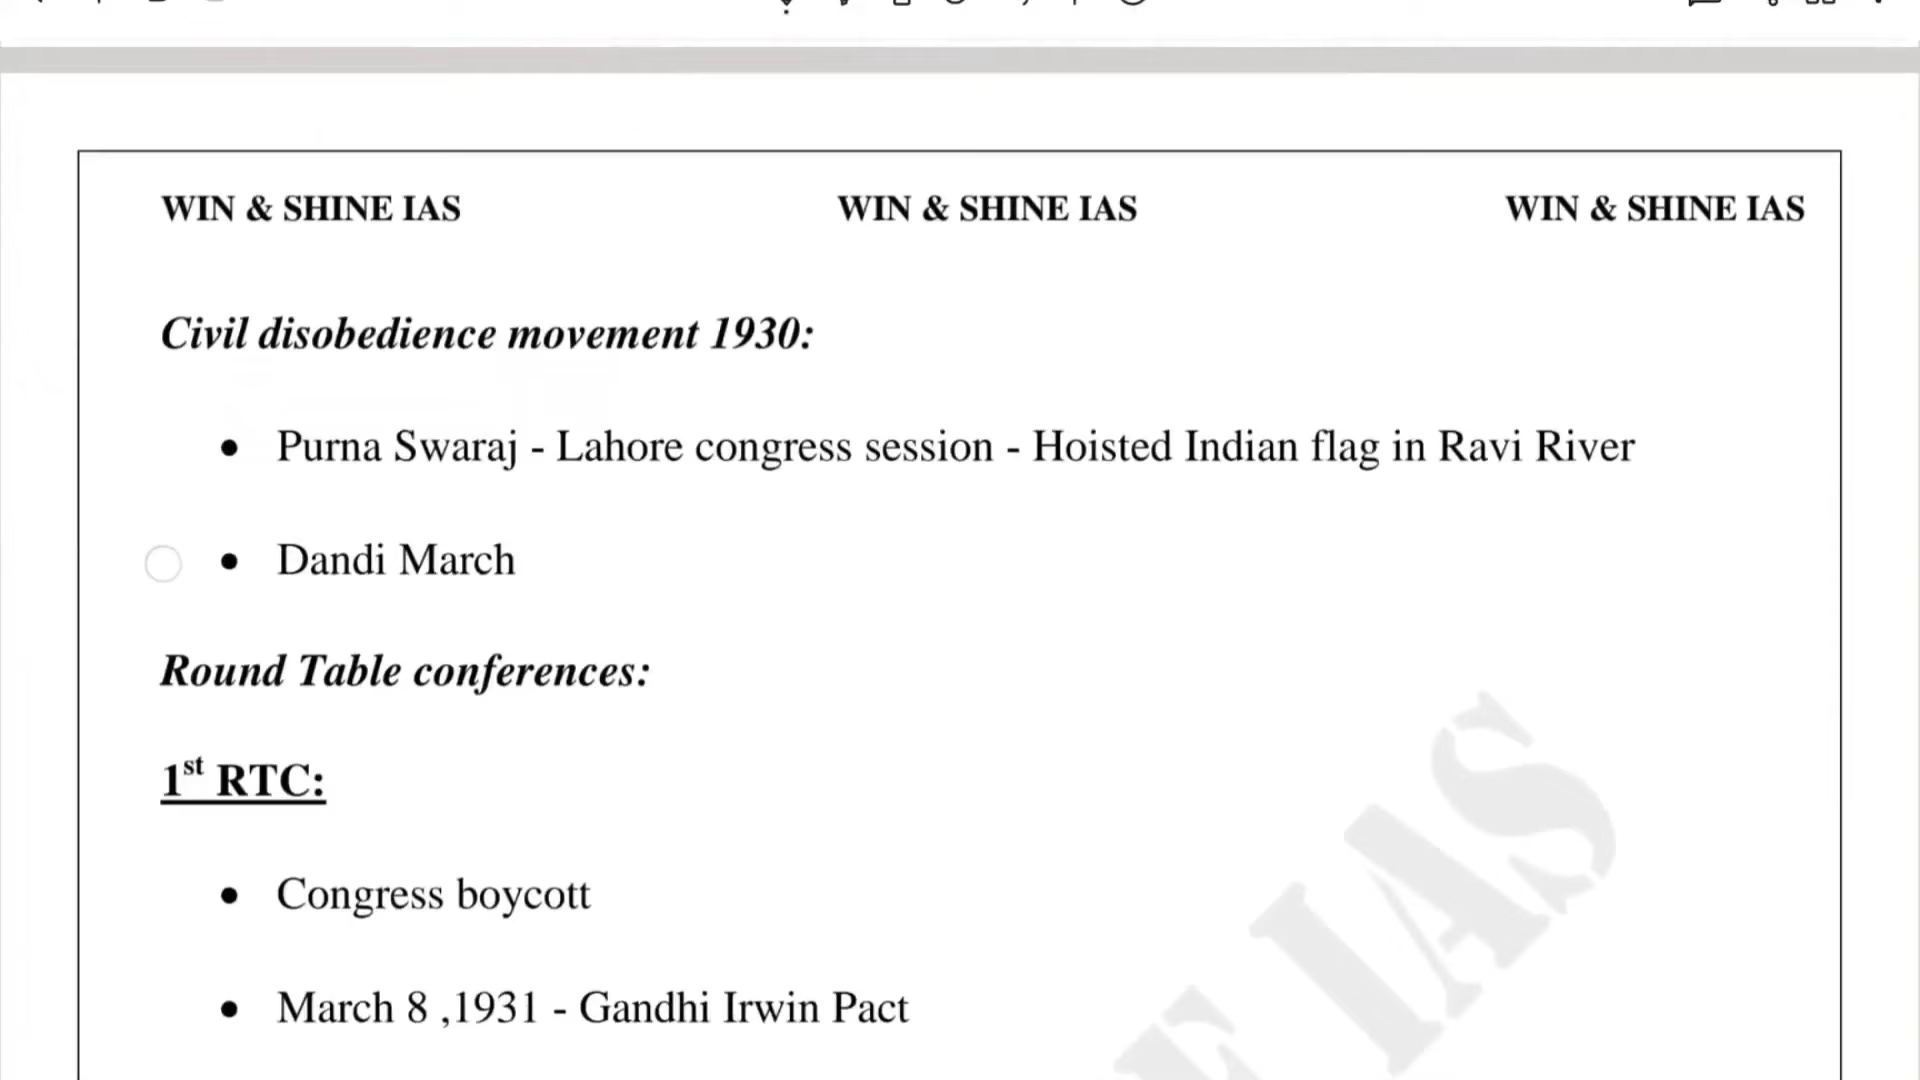 WIN & SHINE IAS WIN & SHINE IAS WIN & SHINE IAS
Civil disobedience movement 1930:
• Purna Swaraj - Lahore congress session - Hoisted Indian flag in Ravi River
• Dandi March
Round Table conferences:
1st RTC:
• Congress boycott
• March 8 ,1931 - Gandhi Irwin Pact
IAS